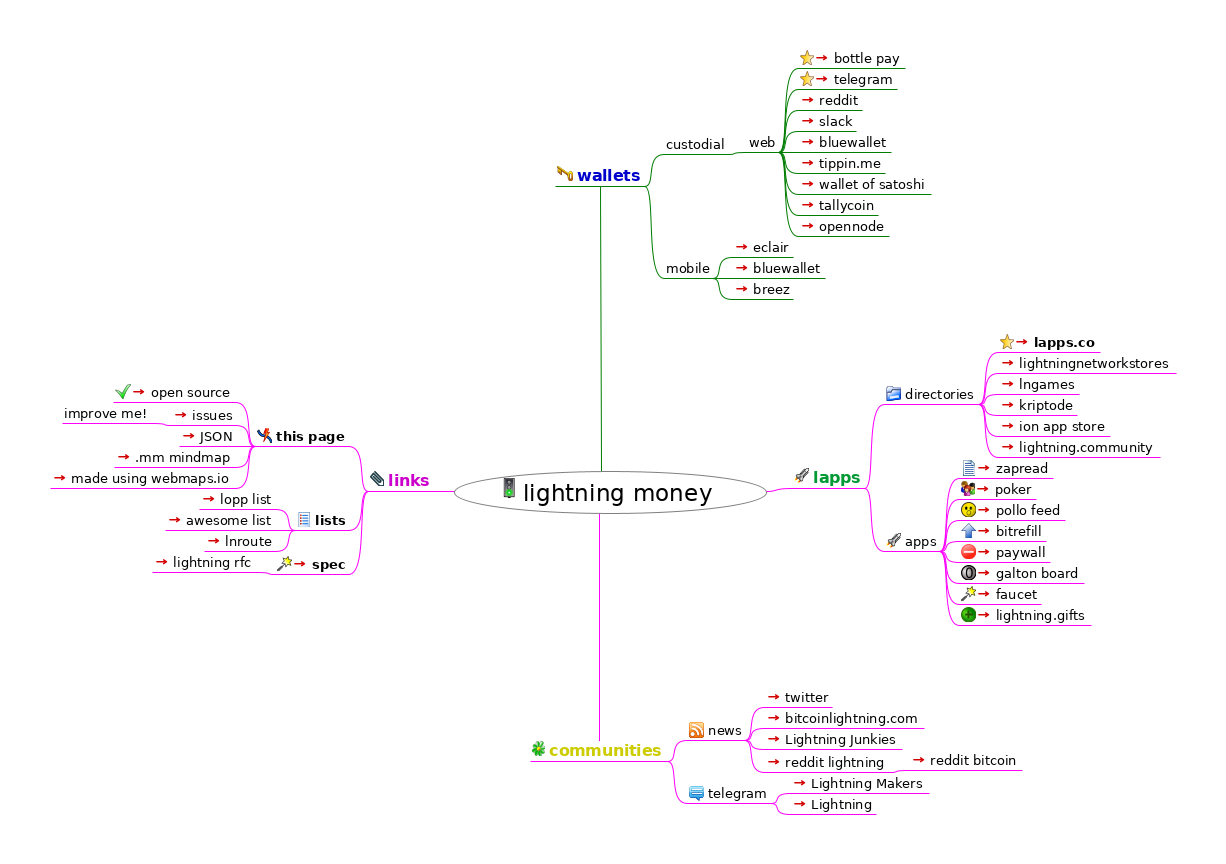 lightning money
wallets
custodial
web
bottle pay
telegram
reddit
slack
bluewallet
tippin.me
wallet of satoshi
tallycoin
opennode
mobile
eclair
bluewallet
breez
lapps
directories
lapps.co
lightningnetworkstores
lngames
kriptode
ion app store
lightning.community
apps
zapread
poker
pollo feed
bitrefill
paywall
galton board
faucet
lightning.gifts
links
this page
open source
issues
improve me!
JSON
.mm mindmap
made using webmaps.io
lists
lopp list
awesome list
lnroute
spec
lightning rfc
communities
news
twitter
bitcoinlightning.com
Lightning Junkies
reddit lightning
reddit bitcoin
telegram
Lightning Makers
Lightning